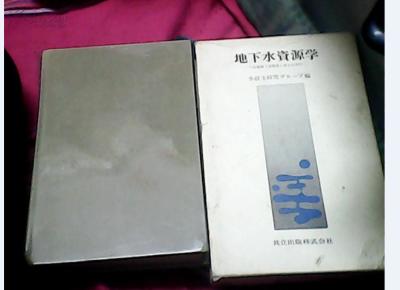 地下水資源学
水収支研究グループ編
共立出版株式会社